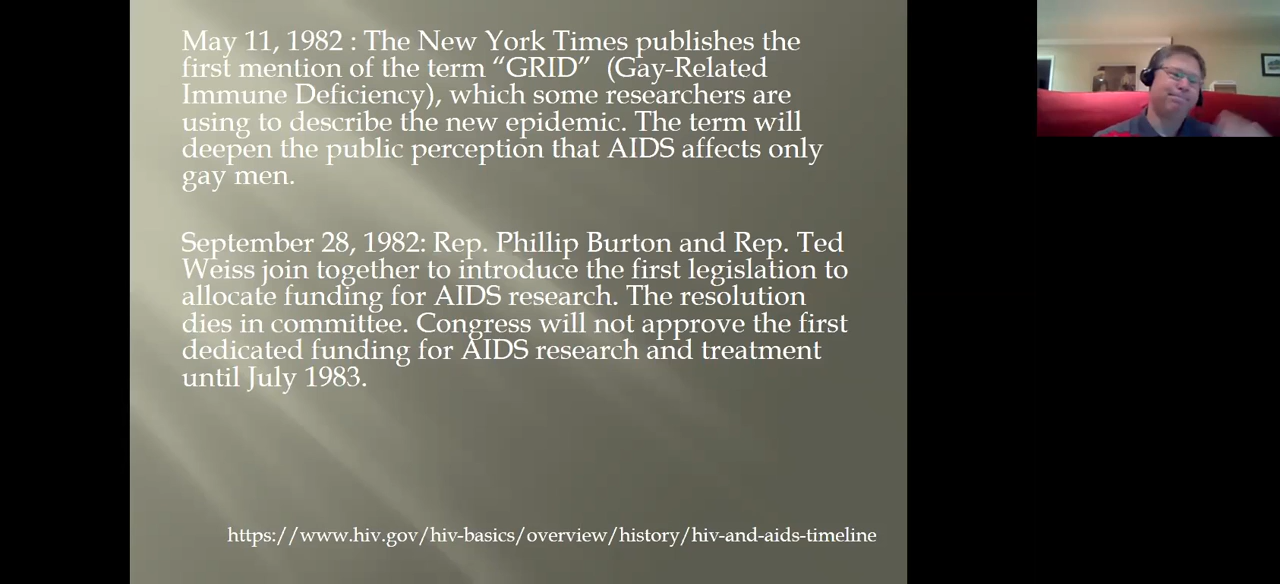 May 11, 1982 : The New York Times publishes the
first mention of the term “GRID”  (Gay-Related
Immune Deficiency), which some researchers are
using to describe the new epidemic. The term will
deepen the public perception that AIDS affects only
gay men.
September 28, 1982: Rep. Phillip Burton and Rep. Ted
Weiss join together to introduce the first legislation to
allocate funding for AIDS research. The resolution
dies in committee. Congress will not approve the first
dedicated funding for AIDS research and treatment
until July 1983.
https://www.hiv.gov/hiv-basics/overview/history/hiv-and-aids-timeline